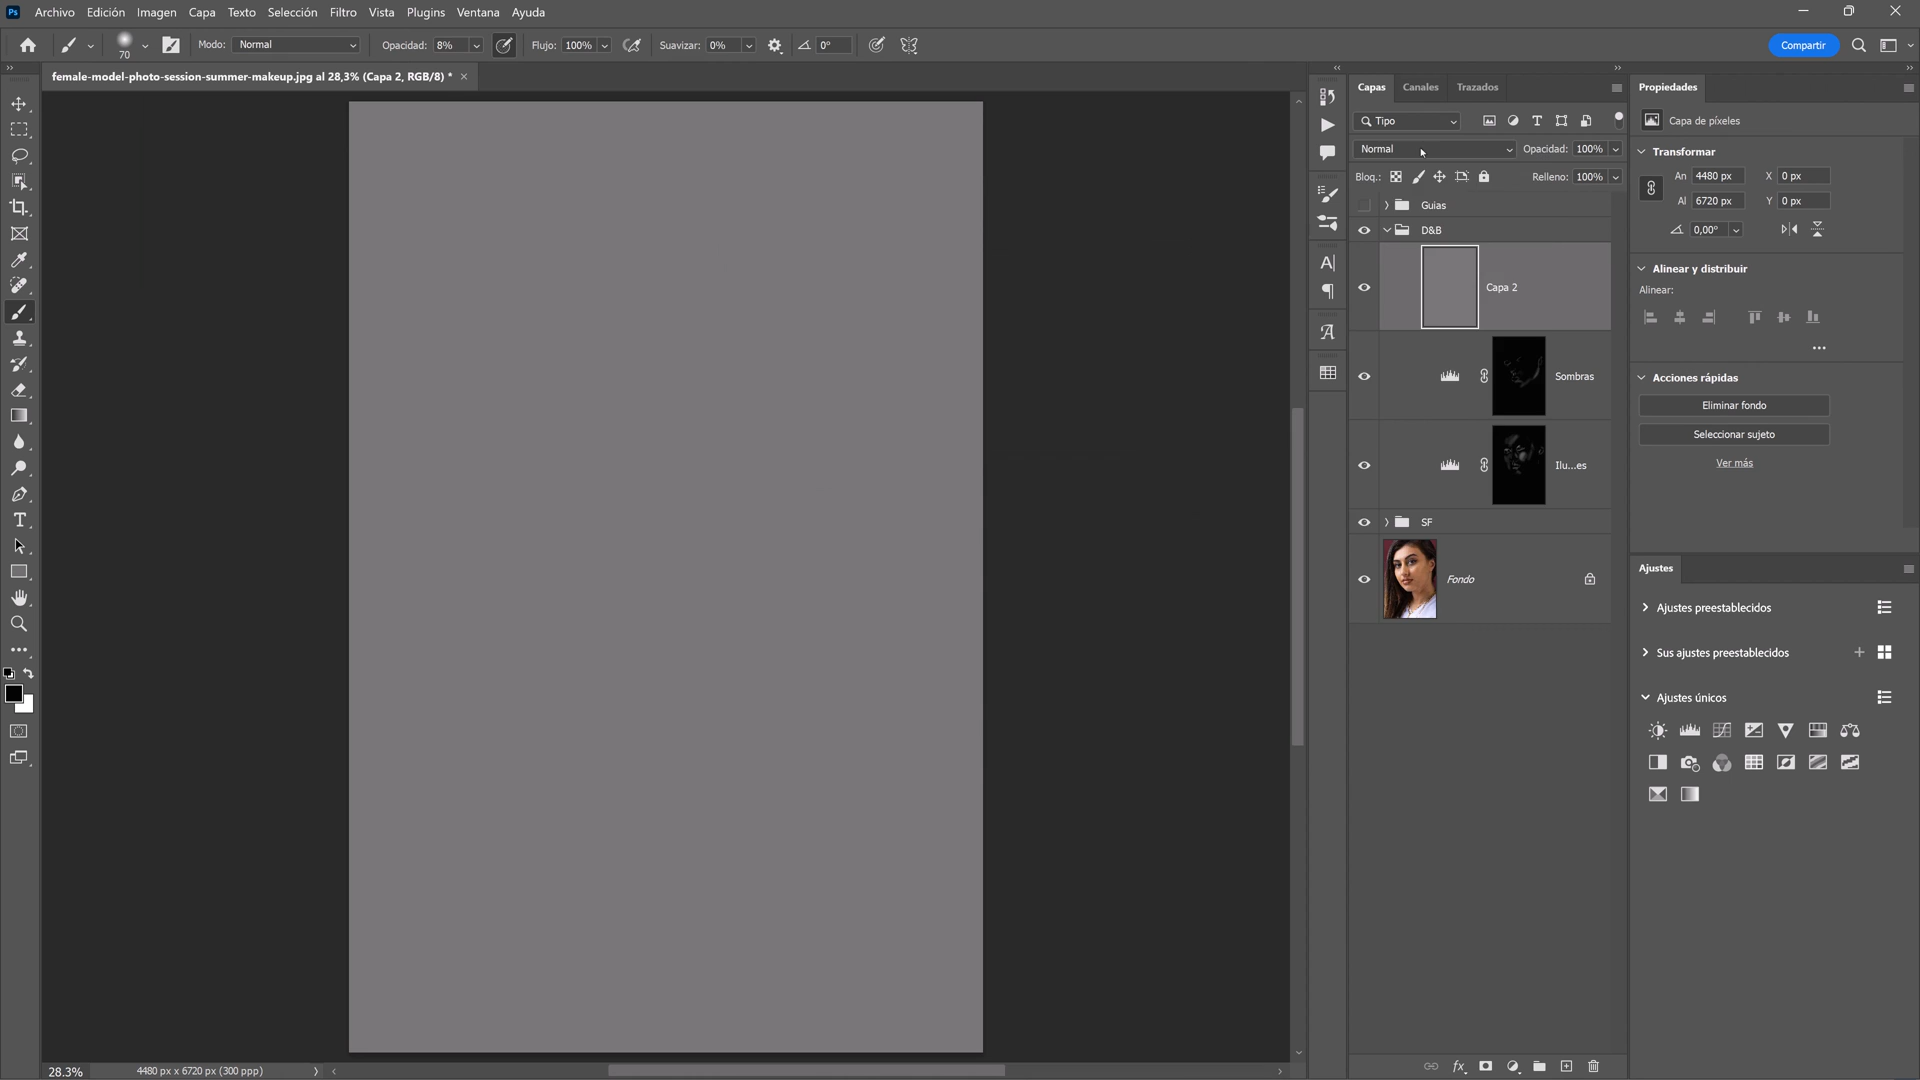 Ps Archivo Edición Imagen Capa Texto Selección Filtro Vista Plugins Ventana Ayuda
70 Modo: Normal Opacidad: 8% Flujo: 100% Suavizar: 0% 0° Compartir
female-model-photo-session-summer-makeup.jpg al 28,3% (Capa 2, RGB/8) *
Capas Canales Trazados
Tipo
Normal Opacidad: 100%
Bloq.: Relleno: 100%
Guias
D&B
Capa 2
Sombras
Ilu...es
SF
Fondo
Propiedades
Capa de píxeles
Transformar
An 4480 px X 0 px
Al 6720 px Y 0 px
0,00°
Alinear y distribuir
Alinear:
Acciones rápidas
Eliminar fondo
Seleccionar sujeto
Ver más
Ajustes
Ajustes preestablecidos
Sus ajustes preestablecidos
Ajustes únicos
28.3% 4480 px x 6720 px (300 ppp)